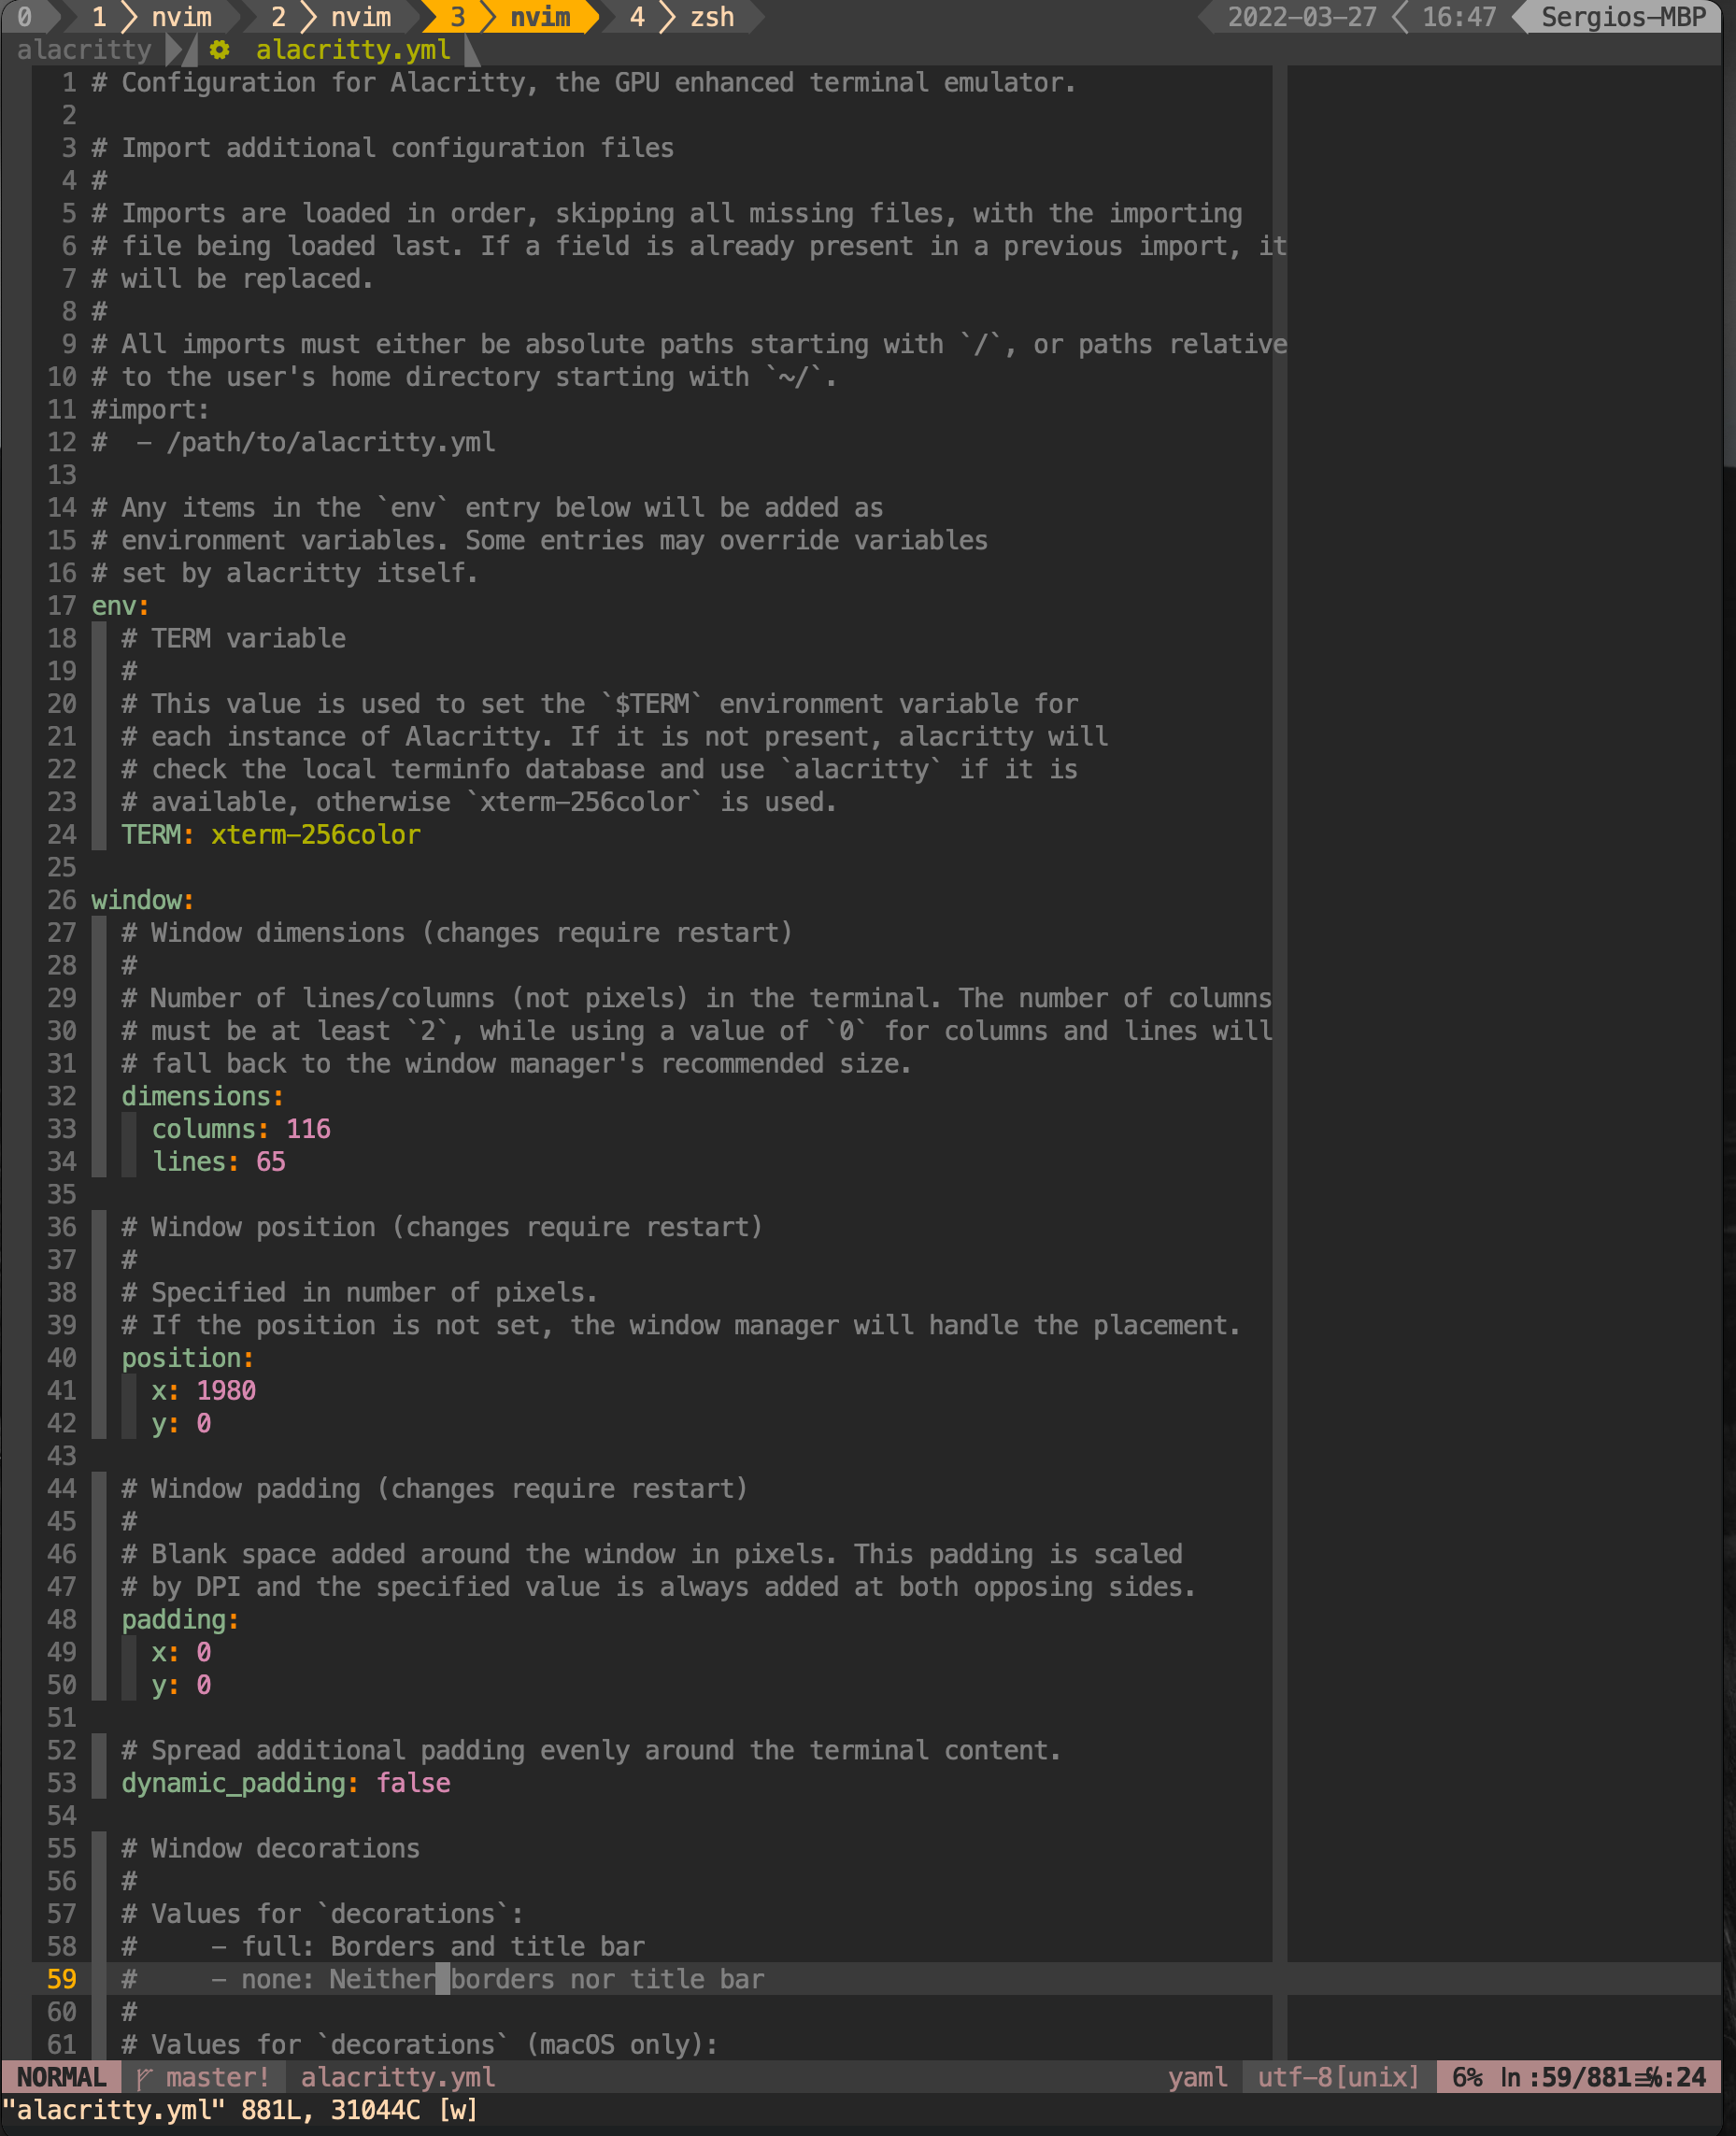 0 1 nvim 2 nvim 3 nvim 4 zsh 2022-03-27 16:47 Sergios-MBP
alacritty alacritty.yml
1 # Configuration for Alacritty, the GPU enhanced terminal emulator.
2
3 # Import additional configuration files
4 #
5 # Imports are loaded in order, skipping all missing files, with the importing
6 # file being loaded last. If a field is already present in a previous import, it
7 # will be replaced.
8 #
9 # All imports must either be absolute paths starting with `/`, or paths relative
10 # to the user's home directory starting with `~/`.
11 #import:
12 #  - /path/to/alacritty.yml
13
14 # Any items in the `env` entry below will be added as
15 # environment variables. Some entries may override variables
16 # set by alacritty itself.
17 env:
18   # TERM variable
19   #
20   # This value is used to set the `$TERM` environment variable for
21   # each instance of Alacritty. If it is not present, alacritty will
22   # check the local terminfo database and use `alacritty` if it is
23   # available, otherwise `xterm-256color` is used.
24   TERM: xterm-256color
25
26 window:
27   # Window dimensions (changes require restart)
28   #
29   # Number of lines/columns (not pixels) in the terminal. The number of columns
30   # must be at least `2`, while using a value of `0` for columns and lines will
31   # fall back to the window manager's recommended size.
32   dimensions:
33     columns: 116
34     lines: 65
35
36   # Window position (changes require restart)
37   #
38   # Specified in number of pixels.
39   # If the position is not set, the window manager will handle the placement.
40   position:
41     x: 1980
42     y: 0
43
44   # Window padding (changes require restart)
45   #
46   # Blank space added around the window in pixels. This padding is scaled
47   # by DPI and the specified value is always added at both opposing sides.
48   padding:
49     x: 0
50     y: 0
51
52   # Spread additional padding evenly around the terminal content.
53   dynamic_padding: false
54
55   # Window decorations
56   #
57   # Values for `decorations`:
58   #     - full: Borders and title bar
59   #     - none: Neither borders nor title bar
60   #
61   # Values for `decorations` (macOS only):
NORMAL master! alacritty.yml yaml utf-8[unix] 6% ln :59/881≡℅:24
"alacritty.yml" 881L, 31044C [w]